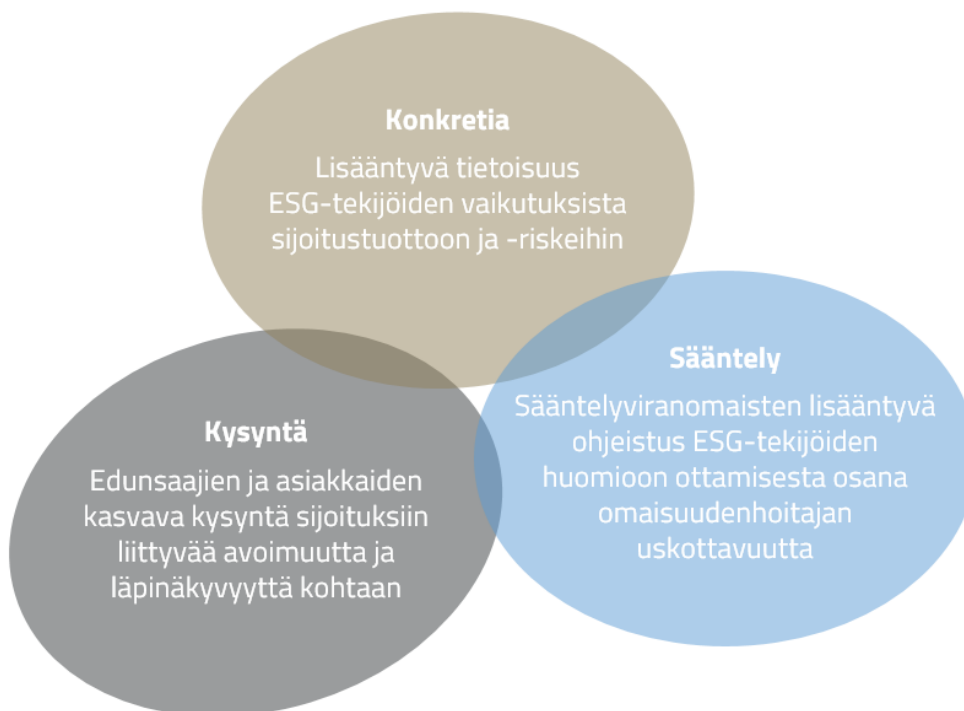 Konkretia
Lisääntyvä tietoisuus
ESG-tekijöiden vaikutuksista
sijoitustuottoon ja -riskeihin
Sääntely
Sääntelyviranomaisten lisääntyvä
ohjeistus ESG-tekijöiden
huomioon ottamisesta osana
omaisuudenhoitajan
uskottavuutta
Kysyntä
Edunsaajien ja asiakkaiden
kasvava kysyntä sijoituksiin
liittyvää avoimuutta ja
läpinäkyvyyttä kohtaan